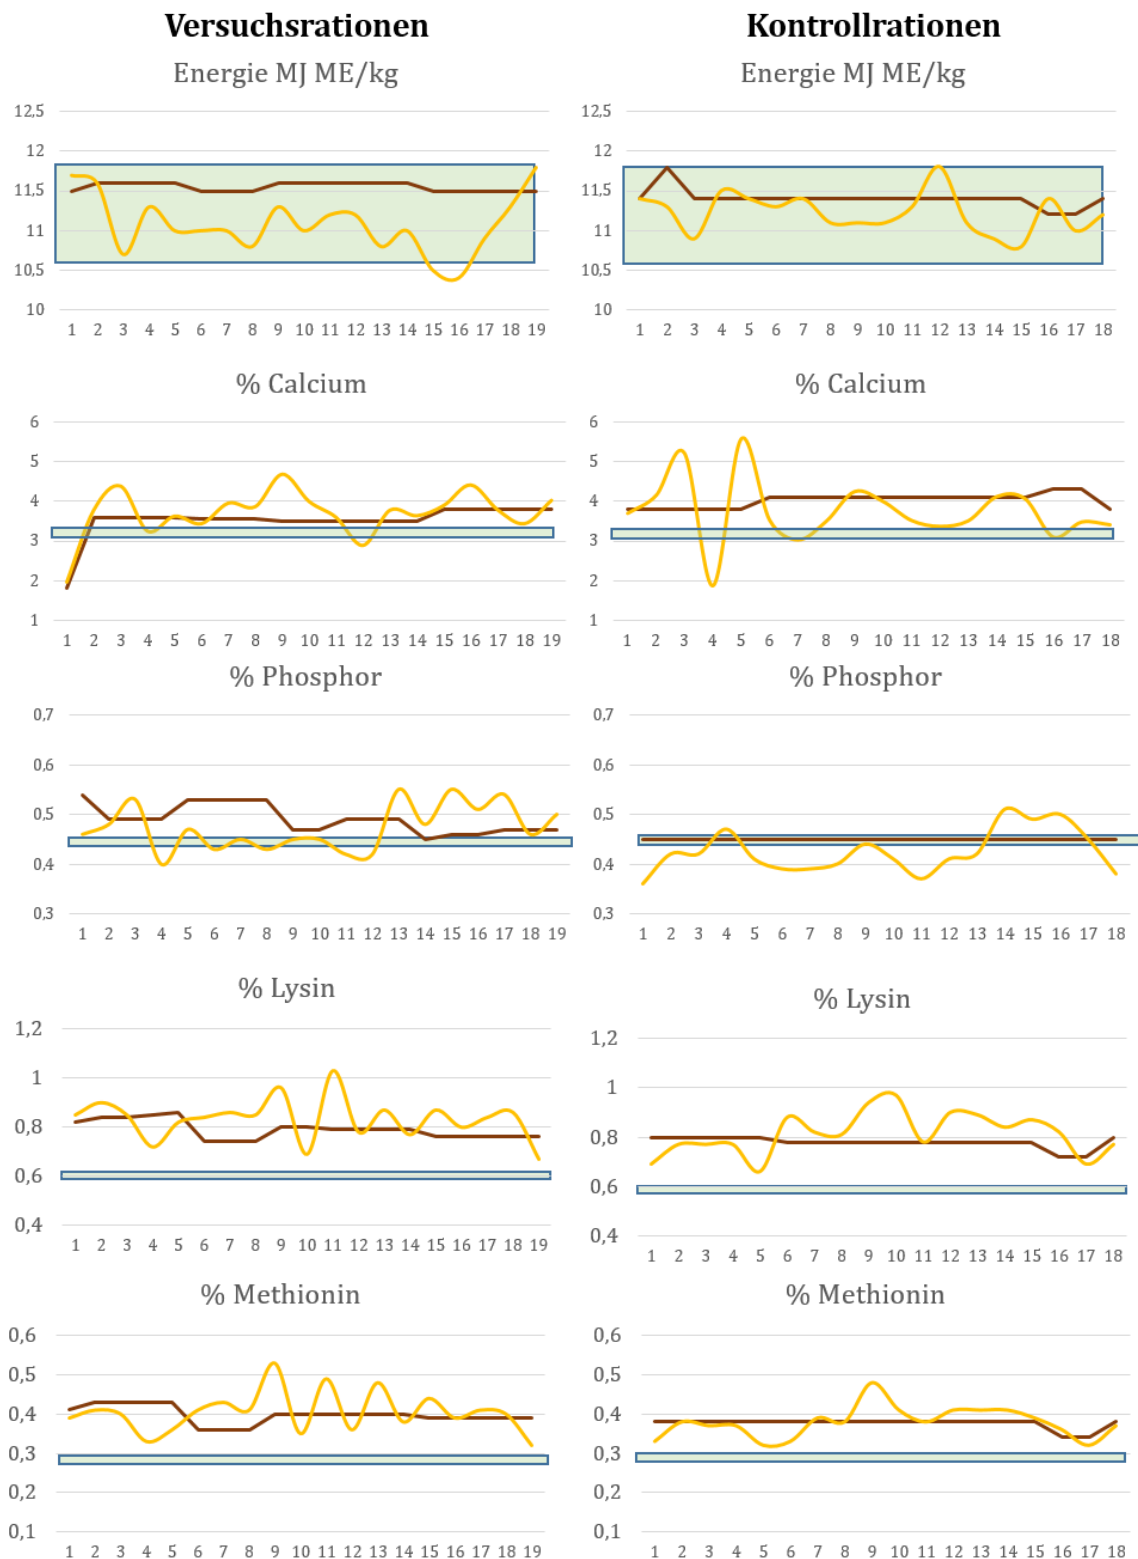 Versuchsrationen
Kontrollrationen
Energie MJ ME/kg
Energie MJ ME/kg
12,5
12
11,5
11
10,5
10
1 2 3 4 5 6 7 8 9 10 11 12 13 14 15 16 17 18 19
12,5
12
11,5
11
10,5
10
1 2 3 4 5 6 7 8 9 10 11 12 13 14 15 16 17 18
% Calcium
% Calcium
6
5
4
3
2
1
1 2 3 4 5 6 7 8 9 10 11 12 13 14 15 16 17 18 19
6
5
4
3
2
1
1 2 3 4 5 6 7 8 9 10 11 12 13 14 15 16 17 18
% Phosphor
% Phosphor
0,7
0,6
0,5
0,4
0,3
1 2 3 4 5 6 7 8 9 10 11 12 13 14 15 16 17 18 19
0,7
0,6
0,5
0,4
0,3
1 2 3 4 5 6 7 8 9 10 11 12 13 14 15 16 17 18
% Lysin
% Lysin
1,2
1
0,8
0,6
0,4
1 2 3 4 5 6 7 8 9 10 11 12 13 14 15 16 17 18 19
1,2
1
0,8
0,6
0,4
1 2 3 4 5 6 7 8 9 10 11 12 13 14 15 16 17 18
% Methionin
% Methionin
0,6
0,5
0,4
0,3
0,2
0,1
1 2 3 4 5 6 7 8 9 10 11 12 13 14 15 16 17 18 19
0,6
0,5
0,4
0,3
0,2
0,1
1 2 3 4 5 6 7 8 9 10 11 12 13 14 15 16 17 18